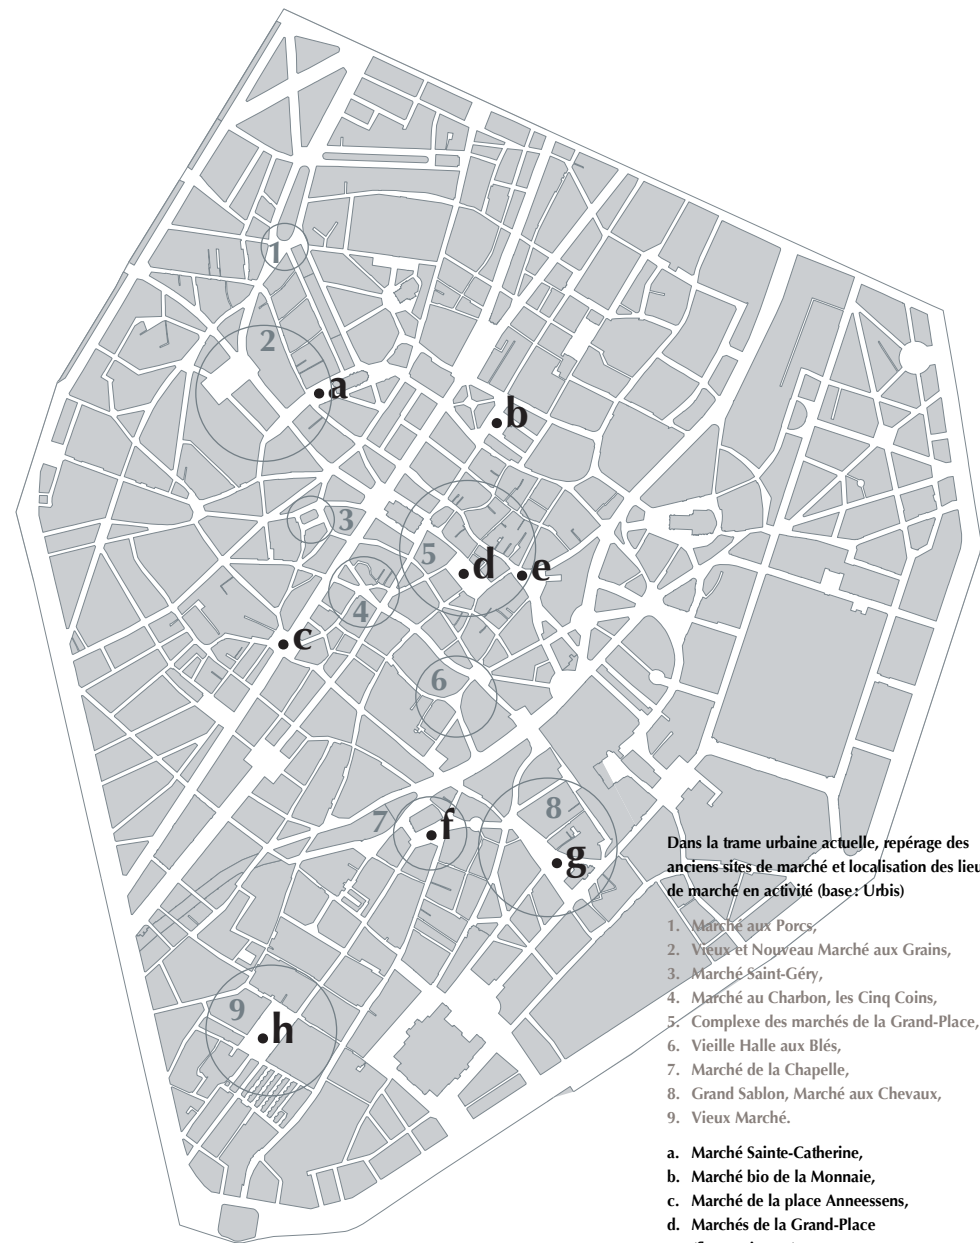 1
2
a
b
3
5
d
e
4
c
6
8
7
f
g
Dans la trame urbaine actuelle, repérage des
anciens sites de marché et localisation des lieu
de marché en activité (base : Urbis)
1. Marché aux Porcs,
2. Vieux et Nouveau Marché aux Grains,
3. Marché Saint-Géry,
4. Marché au Charbon, les Cinq Coins,
5. Complexe des marchés de la Grand-Place,
6. Vieille Halle aux Blés,
7. Marché de la Chapelle,
8. Grand Sablon, Marché aux Chevaux,
9. Vieux Marché.
9
h
a. Marché Sainte-Catherine,
b. Marché bio de la Monnaie,
c. Marché de la place Anneessens,
d. Marchés de la Grand-Place